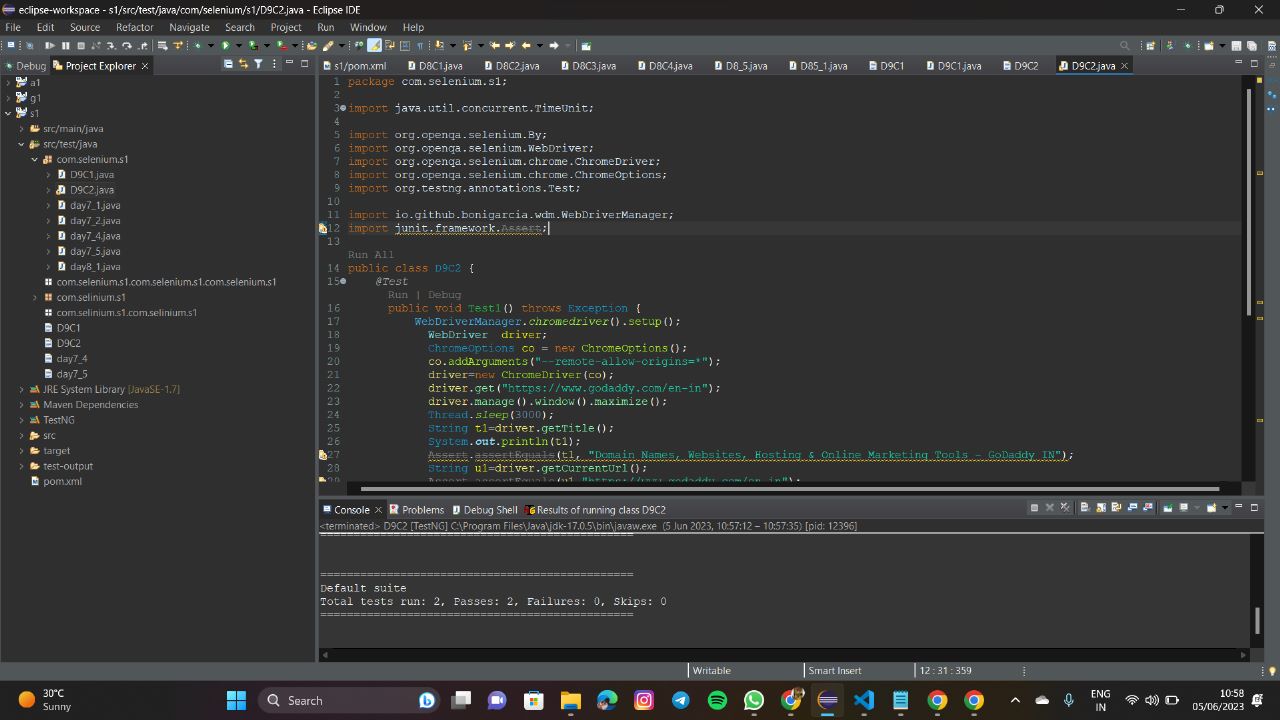 eclipse-workspace - s1/src/test/java/com/selenium/s1/D9C2.java - Eclipse IDE
File Edit Source Refactor Navigate Search Project Run Window Help
Debug Project Explorer
a1
g1
s1
src/main/java
src/test/java
com.selenium.s1
D9C1.java
D9C2.java
day7_1.java
day7_2.java
day7_4.java
day7_5.java
day8_1.java
com.selenium.s1.com.selenium.s1.com.selenium.s1
com.selinium.s1
com.selinium.s1.com.selinium.s1
D9C1
D9C2
day7_4
day7_5
JRE System Library [JavaSE-1.7]
Maven Dependencies
TestNG
src
target
test-output
pom.xml
s1/pom.xml D8C1.java D8C2.java D8C3.java D8C4.java D8_5.java D85_1.java D9C1 D9C1.java D9C2 D9C2.java
1 package com.selenium.s1;
2
3 import java.util.concurrent.TimeUnit;
4
5 import org.openqa.selenium.By;
6 import org.openqa.selenium.WebDriver;
7 import org.openqa.selenium.chrome.ChromeDriver;
8 import org.openqa.selenium.chrome.ChromeOptions;
9 import org.testng.annotations.Test;
10
11 import io.github.bonigarcia.wdm.WebDriverManager;
12 import junit.framework.Assert;
13
Run All
14 public class D9C2 {
15 @Test
Run | Debug
16 public void Test1() throws Exception {
17 WebDriverManager.chromedriver().setup();
18 WebDriver driver;
19 ChromeOptions co = new ChromeOptions();
20 co.addArguments("--remote-allow-origins=*");
21 driver=new ChromeDriver(co);
22 driver.get("https://www.godaddy.com/en-in");
23 driver.manage().window().maximize();
24 Thread.sleep(3000);
25 String t1=driver.getTitle();
26 System.out.println(t1);
27 Assert.assertEquals(t1, "Domain Names, Websites, Hosting & Online Marketing Tools - GoDaddy IN");
28 String u1=driver.getCurrentUrl();
29 Assert.assertEquals(u1,"https://www.godaddy.com/en-in");
Console Problems Debug Shell Results of running class D9C2
<terminated> D9C2 [TestNG] C:\Program Files\Java\jdk-17.0.5\bin\javaw.exe (5 Jun 2023, 10:57:12 – 10:57:35) [pid: 12396]
===============================================
===============================================
Default suite
Total tests run: 2, Passes: 2, Failures: 0, Skips: 0
===============================================
Writable Smart Insert 12 : 31 : 359
30°C
Sunny
Search
ENG
IN
10:58
05/06/2023